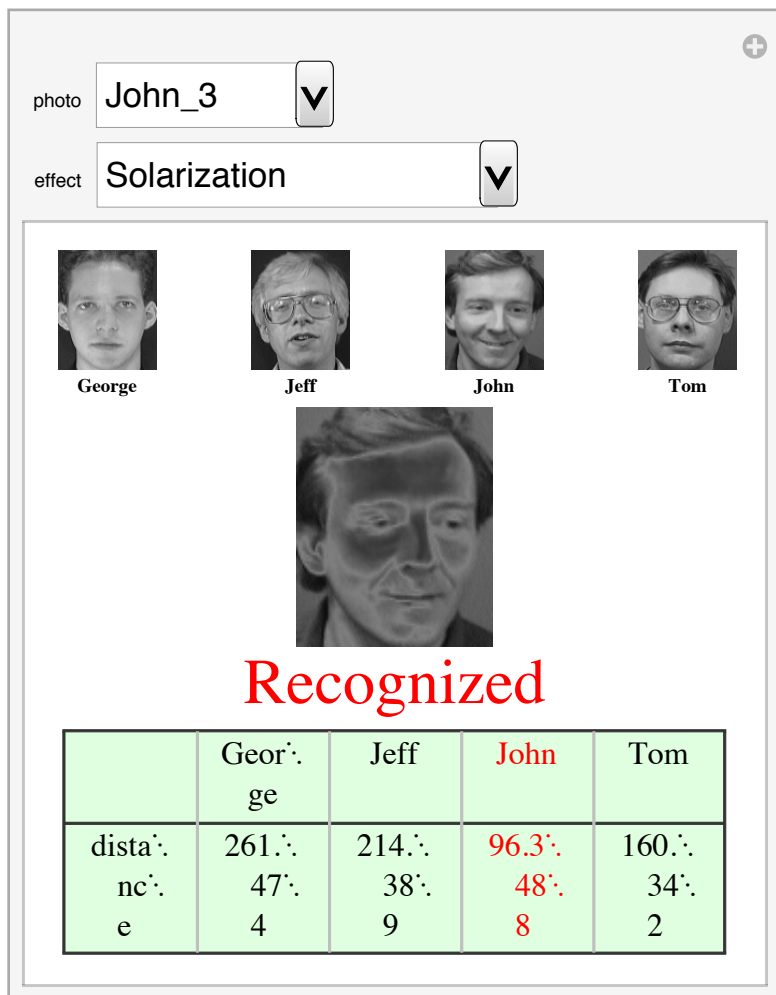 photo John_3
effect Solarization
George Jeff John Tom
Recognized
Geor⋱ Jeff John Tom
ge
dista⋱ 261.⋱ 214.⋱ 96.3⋱ 160.⋱
nc⋱ 47⋱ 38⋱ 48⋱ 34⋱
e 4 9 8 2